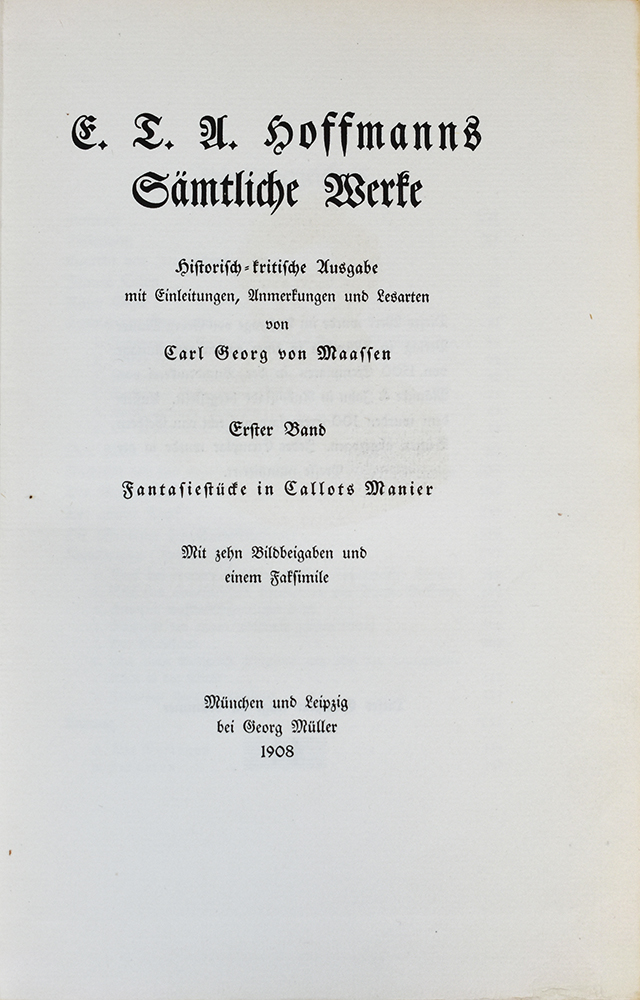 E. T. A. Hoffmanns
Sämtliche Werke
Historisch-kritische Ausgabe
mit Einleitungen, Anmerkungen und Lesarten
von
Carl Georg von Maassen
Erster Band
Fantasiestücke in Callots Manier
Mit zehn Bildbeigaben und
einem Faksimile
München und Leipzig
bei Georg Müller
1908